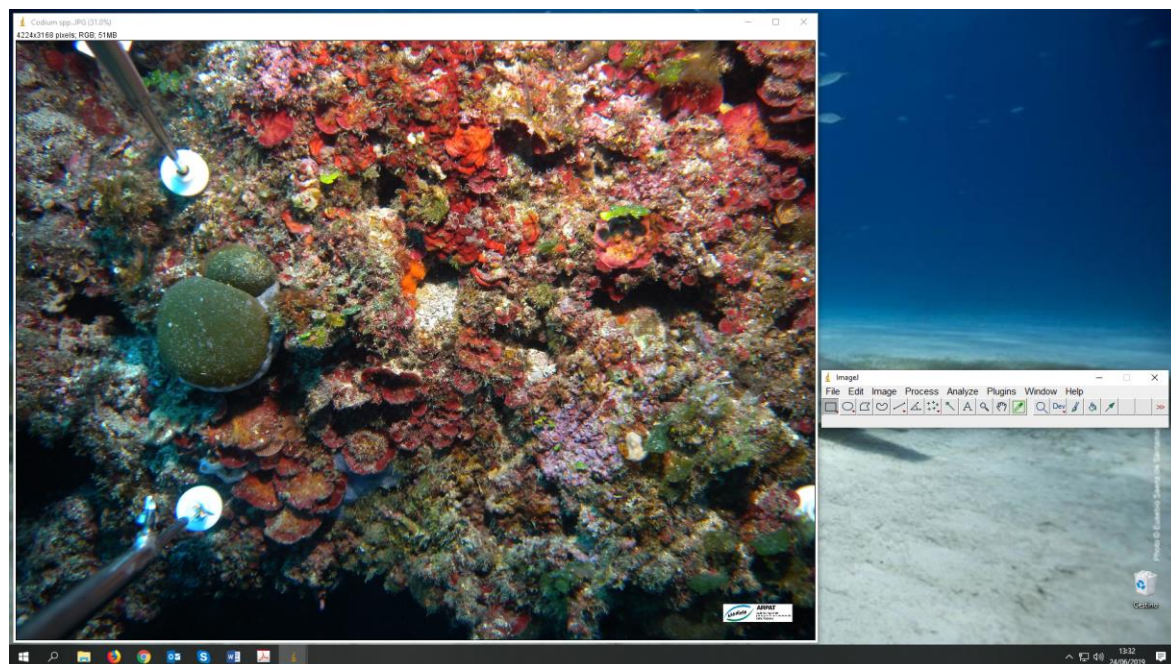 Codium spp..JPG (31.0%)
4224x3168 pixels; RGB; 51MB
ARPAT
ImageJ
File Edit Image Process Analyze Plugins Window Help
Dev
Cestino
13:32
24/06/2019